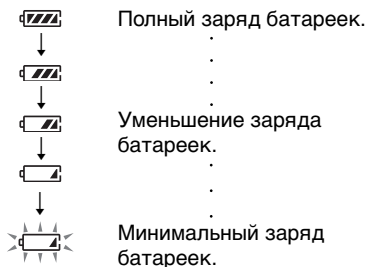 Полный заряд батареек.
Уменьшение заряда
батареек.
Минимальный заряд
батареек.